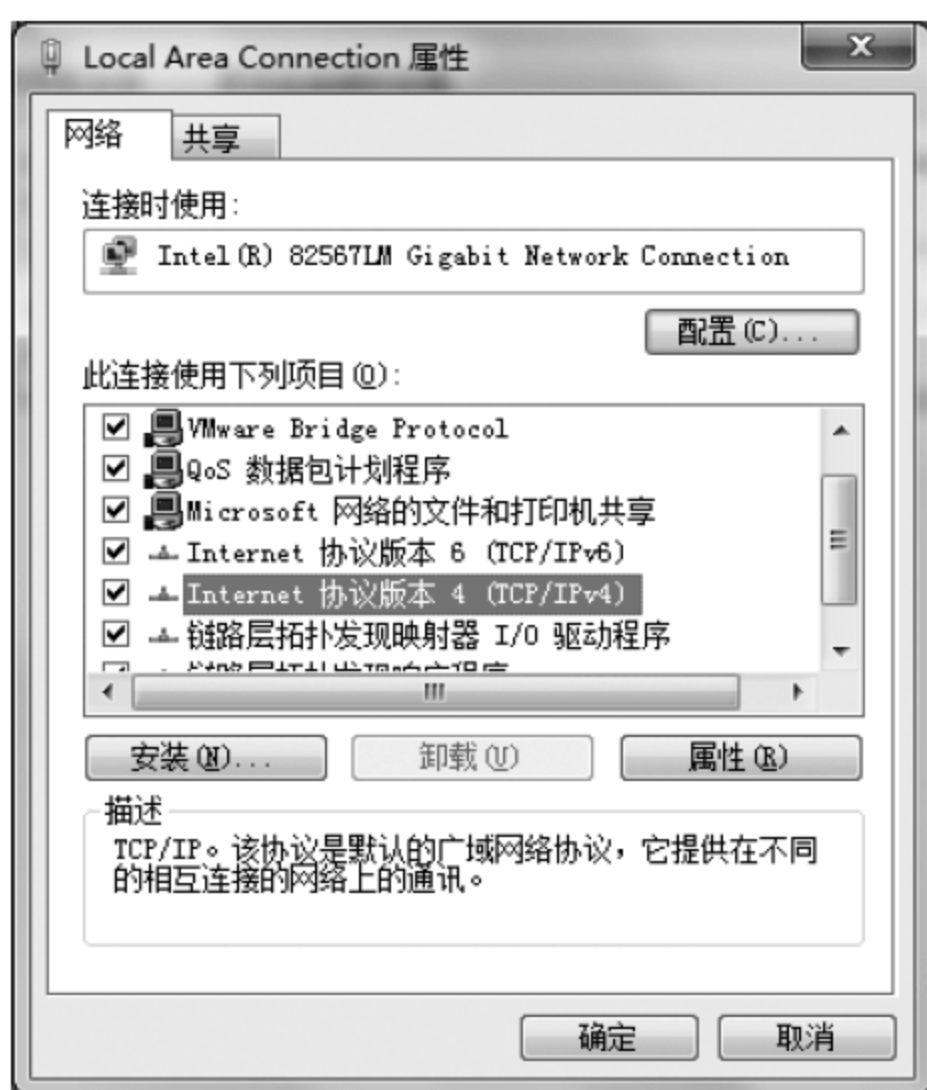 Local Area Connection 属性
网络
共享
连接时使用:
Intel(R) 82567LM Gigabit Network Connection
配置(C)...
此连接使用下列项目(O):
VMware Bridge Protocol
QoS 数据包计划程序
Microsoft 网络的文件和打印机共享
Internet 协议版本 6 (TCP/IPv6)
Internet 协议版本 4 (TCP/IPv4)
链路层拓扑发现映射器 I/O 驱动程序
安装(N)...
卸载(U)
属性(R)
描述
TCP/IP。该协议是默认的广域网络协议，它提供在不同
的相互连接的网络上的通讯。
确定
取消